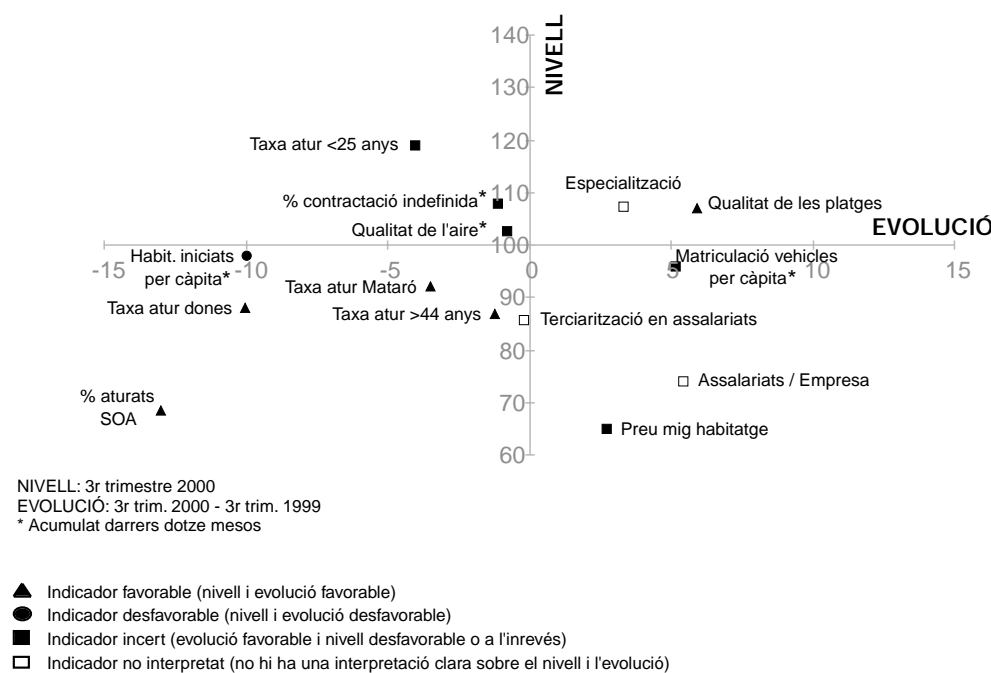 140
NIVELL
130
120
Taxa atur <25 anys
110
% contractació indefinida*
Especialització
Qualitat de les platges
Qualitat de l'aire*
100
EVOLUCIÓ
-15
-10
-5
0
5
10
15
Habit. iniciats
per càpita*
Matriculació vehicles
per càpita*
Taxa atur Mataró
90
Taxa atur dones
Taxa atur >44 anys
Terciarització en assalariats
80
Assalariats / Empresa
% aturats
SOA
70
Preu mig habitatge
60
NIVELL: 3r trimestre 2000
EVOLUCIÓ: 3r trim. 2000 - 3r trim. 1999
* Acumulat darrers dotze mesos
Indicador favorable (nivell i evolució favorable)
Indicador desfavorable (nivell i evolució desfavorable)
Indicador incert (evolució favorable i nivell desfavorable o a l'inrevés)
Indicador no interpretat (no hi ha una interpretació clara sobre el nivell i l'evolució)